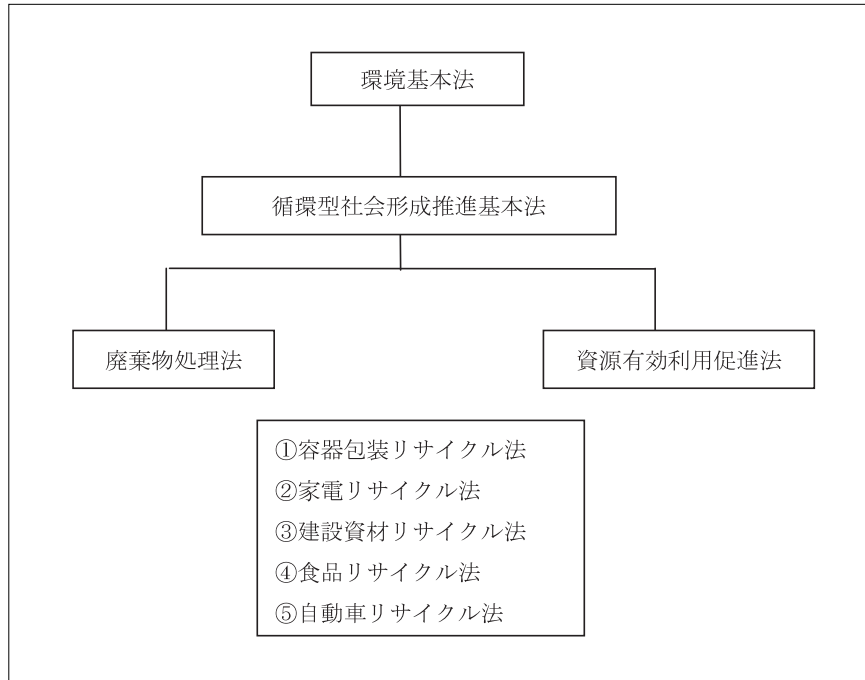 環境基本法
循環型社会形成推進基本法
廃棄物処理法
資源有効利用促進法
①容器包装リサイクル法
②家電リサイクル法
③建設資材リサイクル法
④食品リサイクル法
⑤自動車リサイクル法